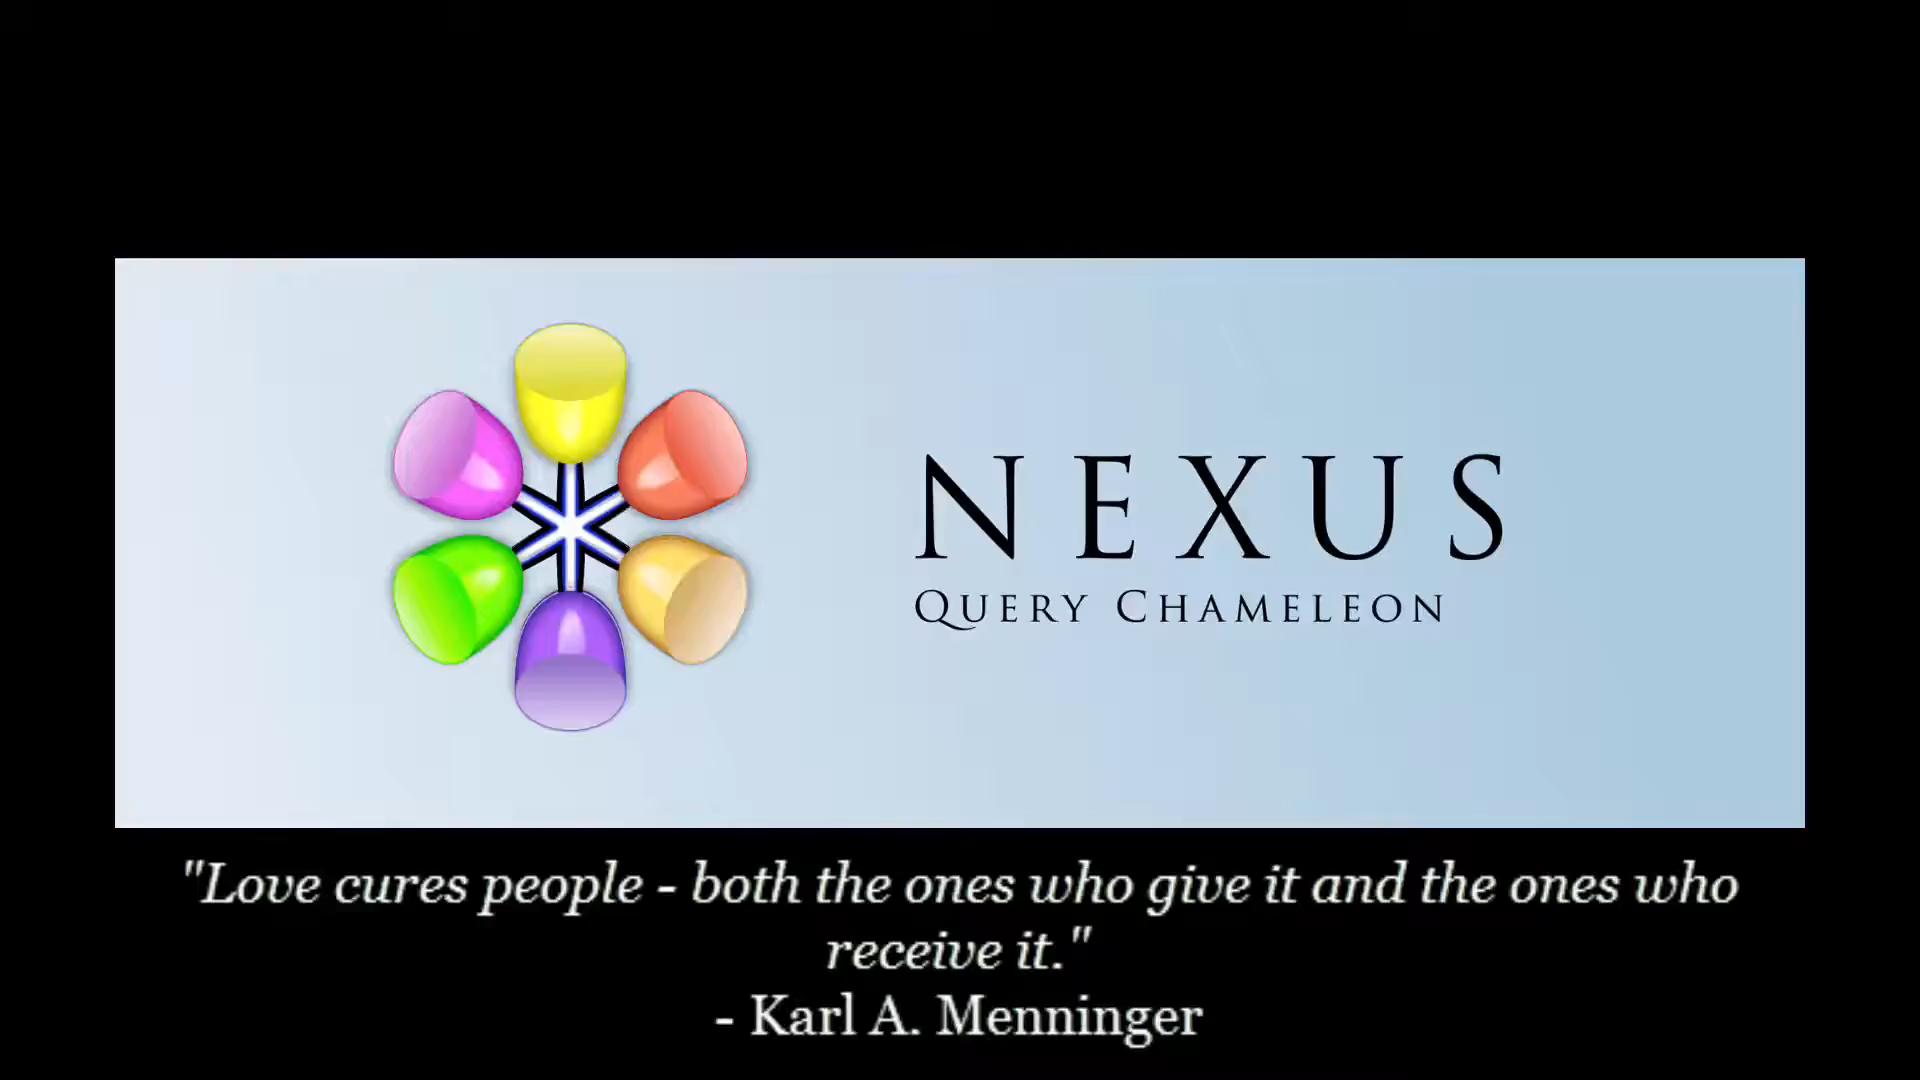 NEXUS
QUERY CHAMELEON
"Love cures people - both the ones who give it and the ones who
receive it."
- Karl A. Menninger